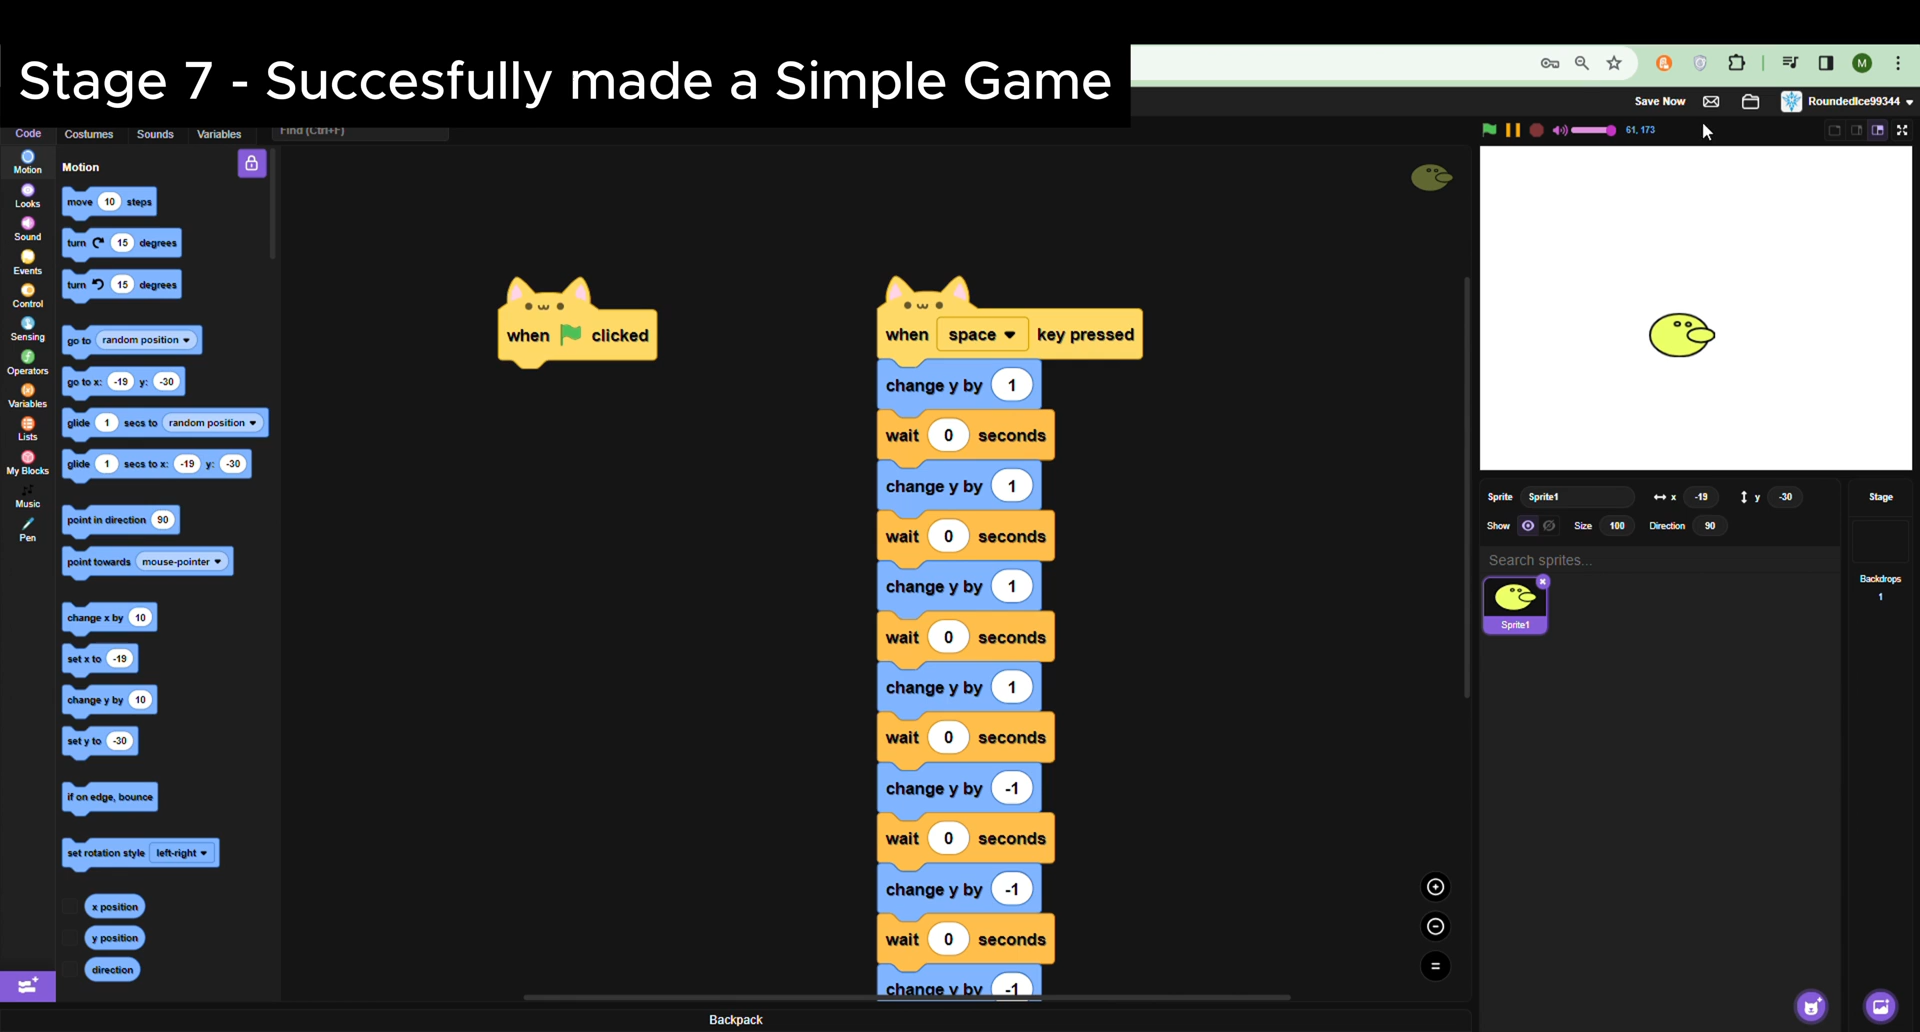 Stage 7 - Succesfully made a Simple Game
M
Save Now
RoundedIce99344
Code
Costumes
Sounds
Variables
Find (Ctrl+F)
61, 173
Motion
Looks
Sound
Events
Control
Sensing
Operators
Variables
Lists
My Blocks
Music
Pen
Motion
move 10 steps
turn 15 degrees
turn 15 degrees
go to random position
go to x: -19 y: -30
glide 1 secs to random position
glide 1 secs to x: -19 y: -30
point in direction 90
point towards mouse-pointer
change x by 10
set x to -19
change y by 10
set y to -30
if on edge, bounce
set rotation style left-right
x position
y position
direction
when clicked
when space key pressed
change y by 1
wait 0 seconds
change y by 1
wait 0 seconds
change y by 1
wait 0 seconds
change y by 1
wait 0 seconds
change y by -1
wait 0 seconds
change y by -1
wait 0 seconds
change y by -1
Sprite Sprite1 x -19 y -30
Show Size 100 Direction 90
Search sprites...
Sprite1
Stage
Backdrops
1
Backpack